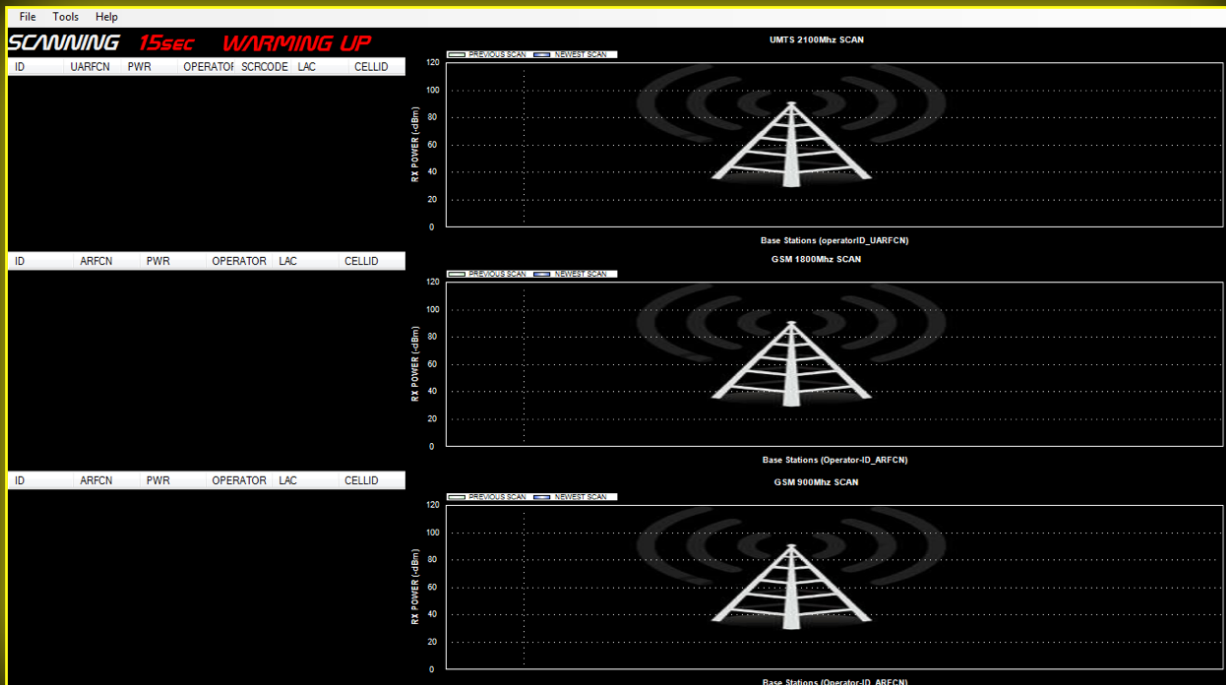 File Tools Help
SCANNING 15sec WARMING UP
ID UARFCN PWR OPERATOR SCRCODE LAC CELLID
UMTS 2100Mhz SCAN
PREVIOUS SCAN NEWEST SCAN
120
100
80
60
40
20
0
RX POWER (-dBm)
Base Stations (operatorID_UARFCN)
ID ARFCN PWR OPERATOR LAC CELLID
GSM 1800Mhz SCAN
PREVIOUS SCAN NEWEST SCAN
120
100
80
60
40
20
0
RX POWER (-dBm)
Base Stations (Operator-ID_ARFCN)
ID ARFCN PWR OPERATOR LAC CELLID
GSM 900Mhz SCAN
PREVIOUS SCAN NEWEST SCAN
120
100
80
60
40
20
0
RX POWER (-dBm)
Base Stations (Operator-ID_ARFCN)